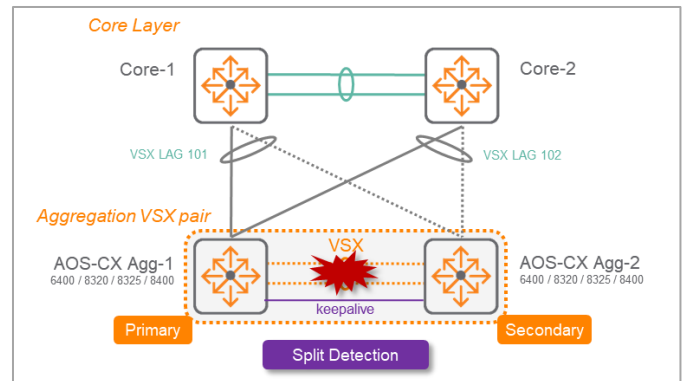 Core Layer
Core-1
Core-2
VSX LAG 101
VSX LAG 102
Aggregation VSX pair
VSX
AOS-CX Agg-1
6400 / 8320 / 8325 / 8400
AOS-CX Agg-2
6400 / 8320 / 8325 / 8400
keepalive
Primary
Secondary
Split Detection